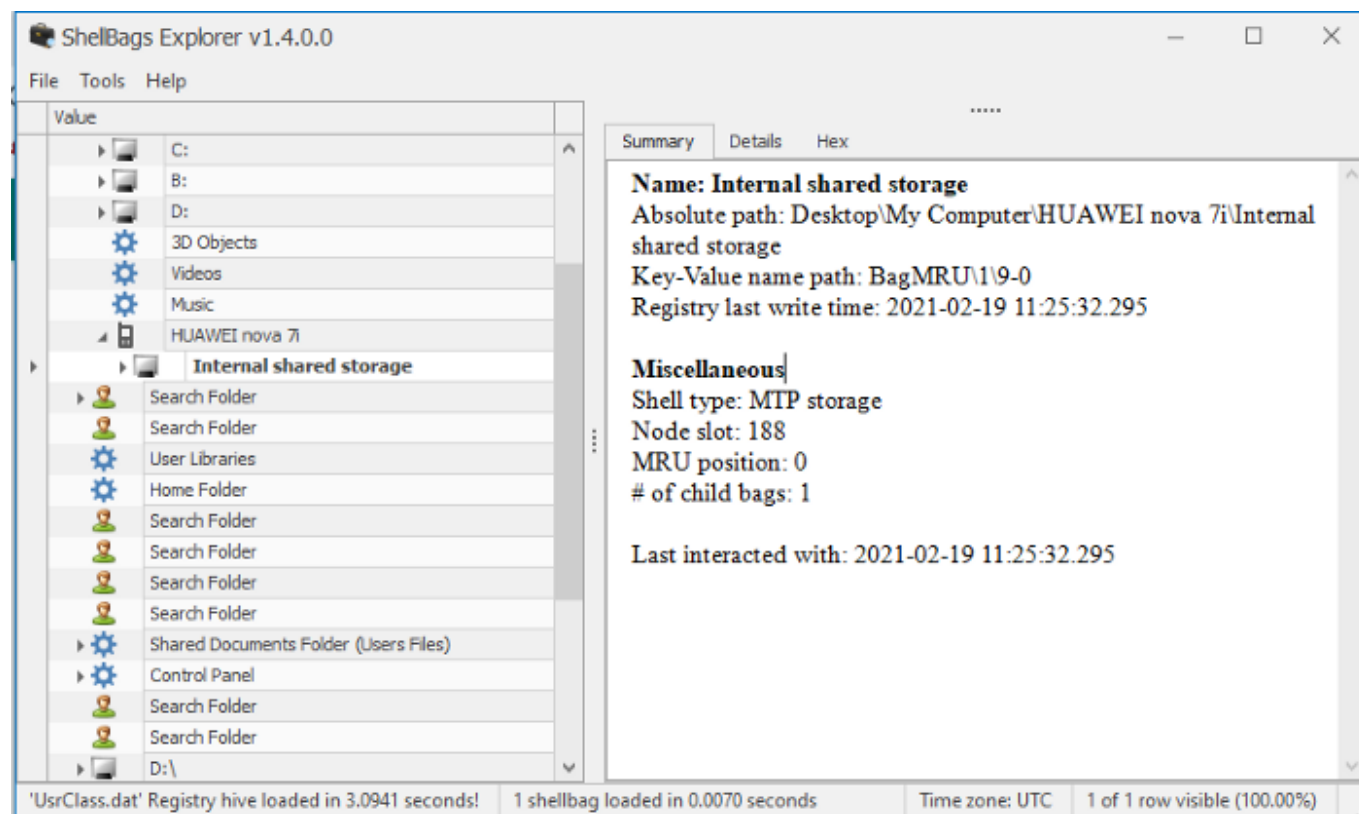 ShellBags Explorer v1.4.0.0
File Tools Help
Value
C:
B:
D:
3D Objects
Videos
Music
HUAWEI nova 7i
Internal shared storage
Search Folder
Search Folder
User Libraries
Home Folder
Search Folder
Search Folder
Search Folder
Search Folder
Shared Documents Folder (Users Files)
Control Panel
Search Folder
Search Folder
D:\
Summary Details Hex
Name: Internal shared storage
Absolute path: Desktop\My Computer\HUAWEI nova 7i\Internal
shared storage
Key-Value name path: BagMRU\1\9-0
Registry last write time: 2021-02-19 11:25:32.295
Miscellaneous
Shell type: MTP storage
Node slot: 188
MRU position: 0
# of child bags: 1
Last interacted with: 2021-02-19 11:25:32.295
'UsrClass.dat' Registry hive loaded in 3.0941 seconds! 1 shellbag loaded in 0.0070 seconds Time zone: UTC 1 of 1 row visible (100.00%)